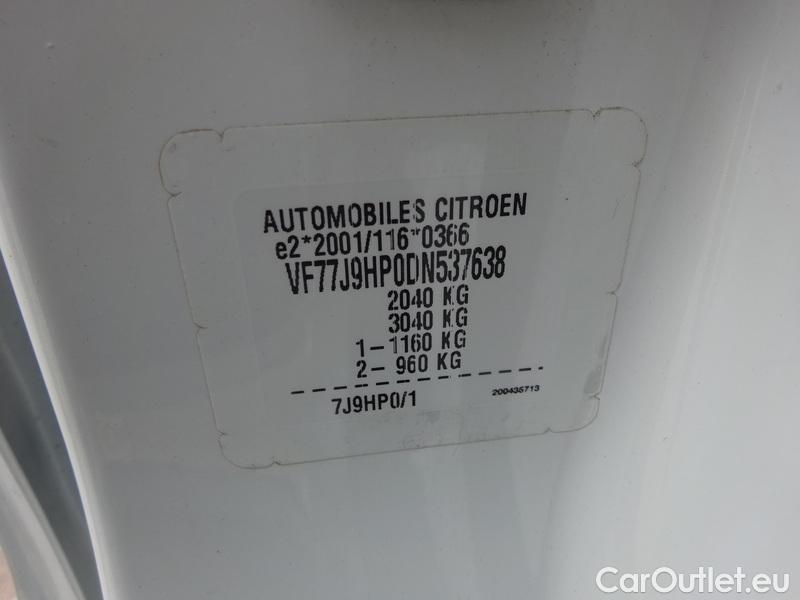 AUTOMOBILES CITROEN
e2*2001/116*0366
VF77J9HP0DN537638
2040 KG
3040 KG
1-1160 KG
2- 960 KG
7J9HP0/1 200435713
CarOutlet.eu